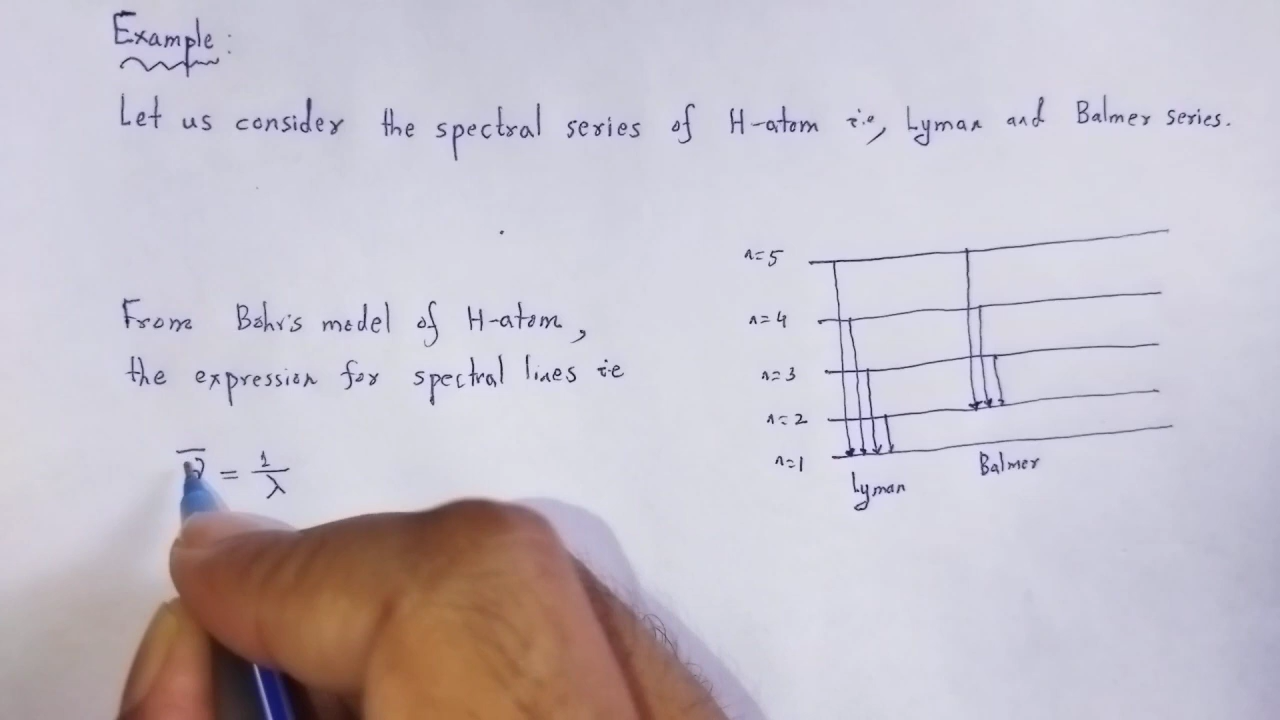 Example:
Let us consider the spectral series of H-atom i.e, Lyman and Balmer series.
From Bohr's model of H-atom,
the expression for spectral lines i.e
ν̅ = 1/λ
n=5
n=4
n=3
n=2
n=1
Lyman
Balmer